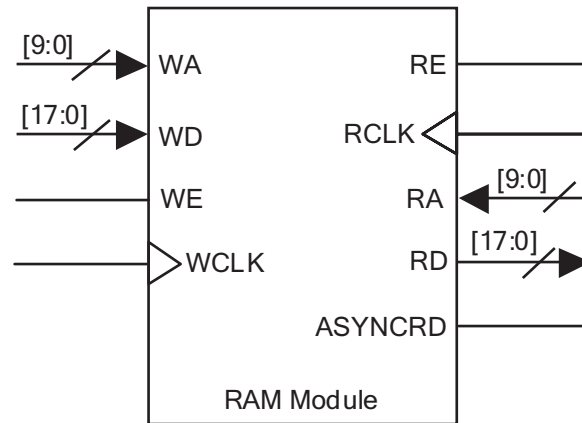 [9:0]
WA
RE
[17:0]
WD
RCLK
WE
RA
[9:0]
WCLK
RD
[17:0]
ASYNCRD
RAM Module